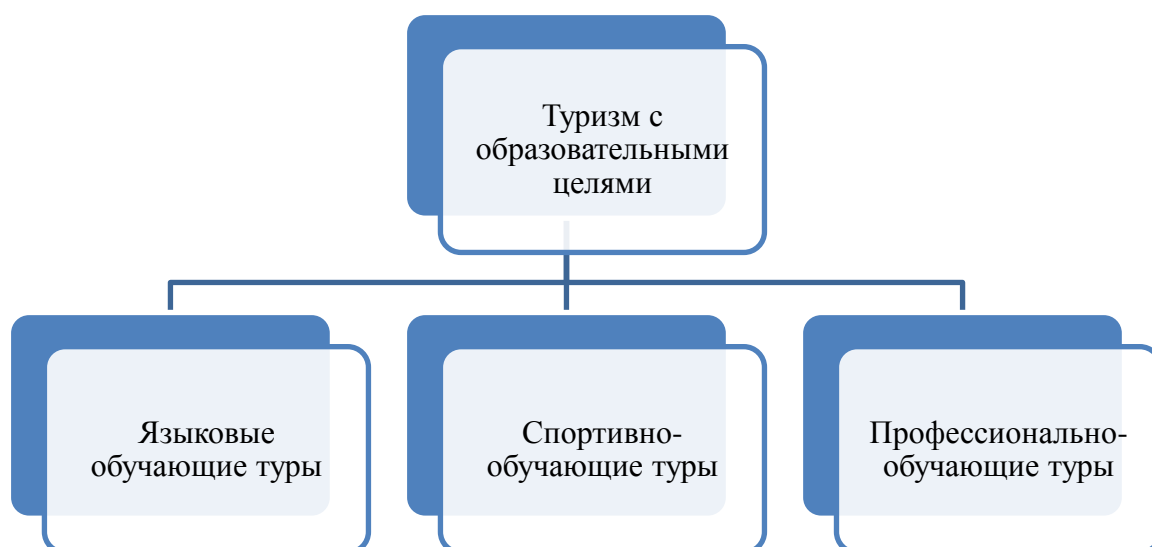 Туризм с
образовательными
целями
Языковые
обучающие туры
Спортивно-
обучающие туры
Профессионально-
обучающие туры